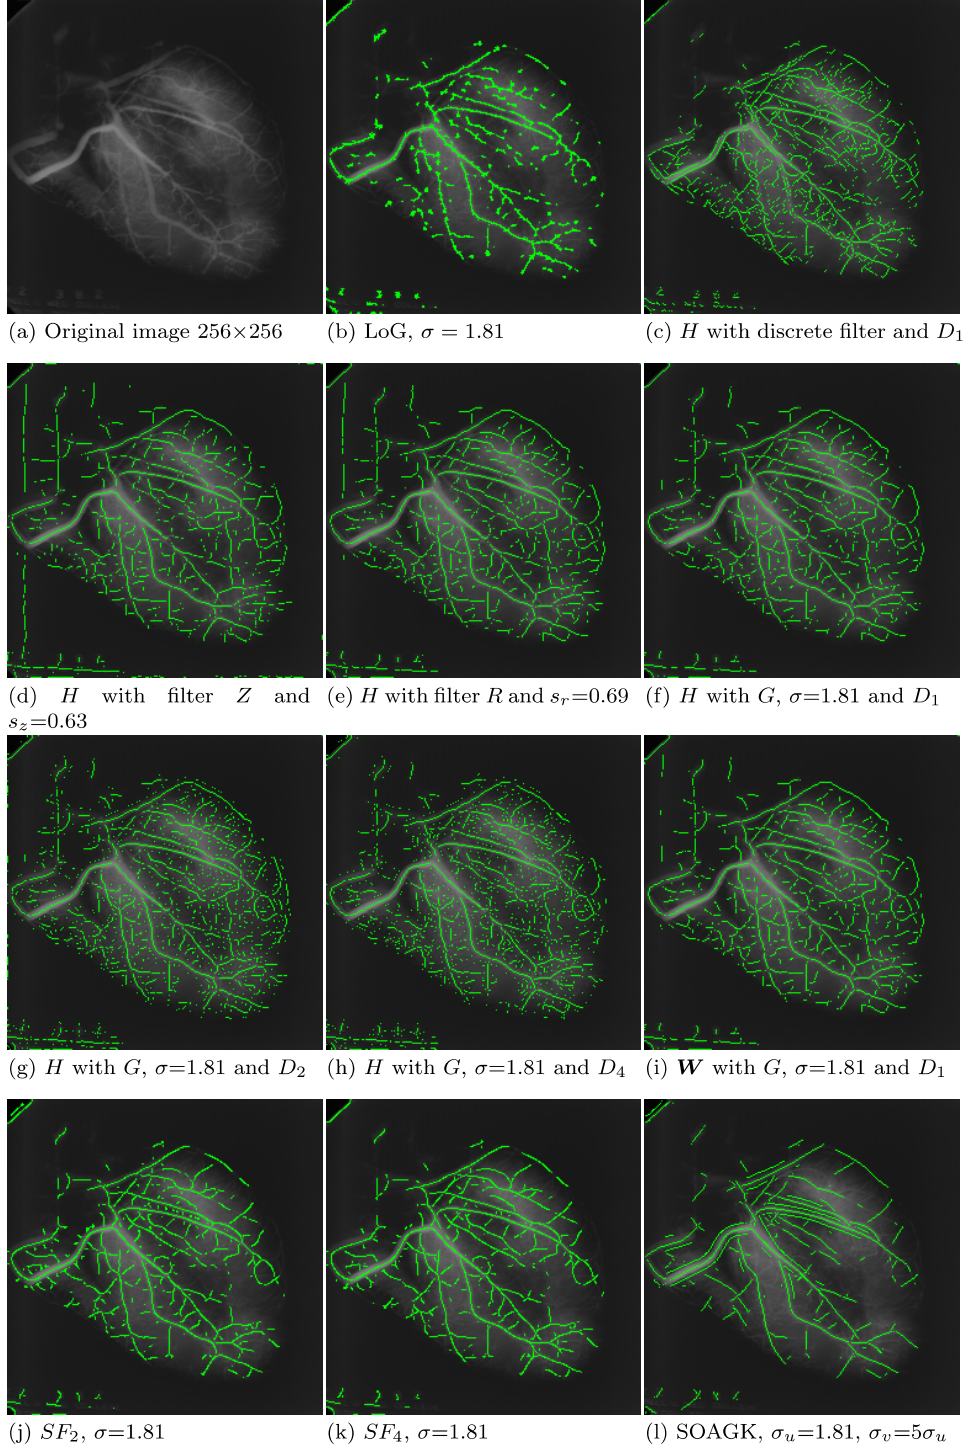 (a) Original image 256×256
(b) LoG, σ = 1.81
(c) H with discrete filter and D₁
(d) H with filter Z and
s_z=0.63
(e) H with filter R and s_r=0.69
(f) H with G, σ=1.81 and D₁
(g) H with G, σ=1.81 and D₂
(h) H with G, σ=1.81 and D₄
(i) W with G, σ=1.81 and D₁
(j) SF₂, σ=1.81
(k) SF₄, σ=1.81
(l) SOAGK, σᵤ=1.81, σᵥ=5σᵤ